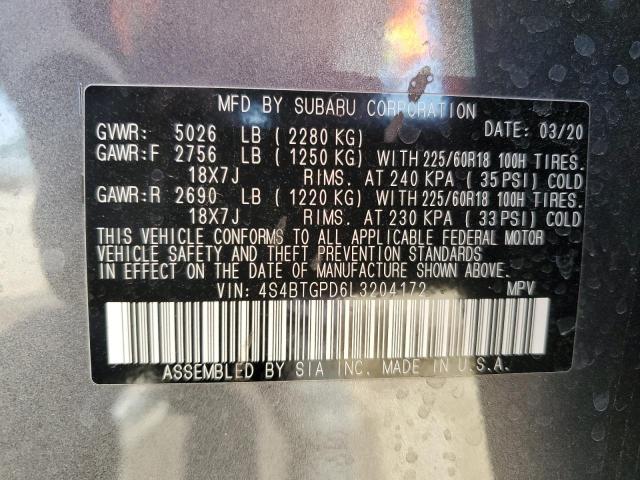 MFD BY SUBARU CORPORATION
GVWR: 5026 LB (2280 KG) DATE: 03/20
GAWR:F 2756 LB (1250 KG) WITH 225/60R18 100H TIRES.
18X7J RIMS. AT 240 KPA (35 PSI) COLD
GAWR:R 2690 LB (1220 KG) WITH 225/60R18 100H TIRES.
18X7J RIMS. AT 230 KPA (33 PSI) COLD
THIS VEHICLE CONFORMS TO ALL APPLICABLE FEDERAL MOTOR
VEHICLE SAFETY AND THEFT PREVENTION STANDARDS
IN EFFECT ON THE DATE OF MANUFACTURE SHOWN ABOVE.
VIN: 4S4BTGPD6L3204172 MPV
ASSEMBLED BY SIA INC. MADE IN U.S.A.